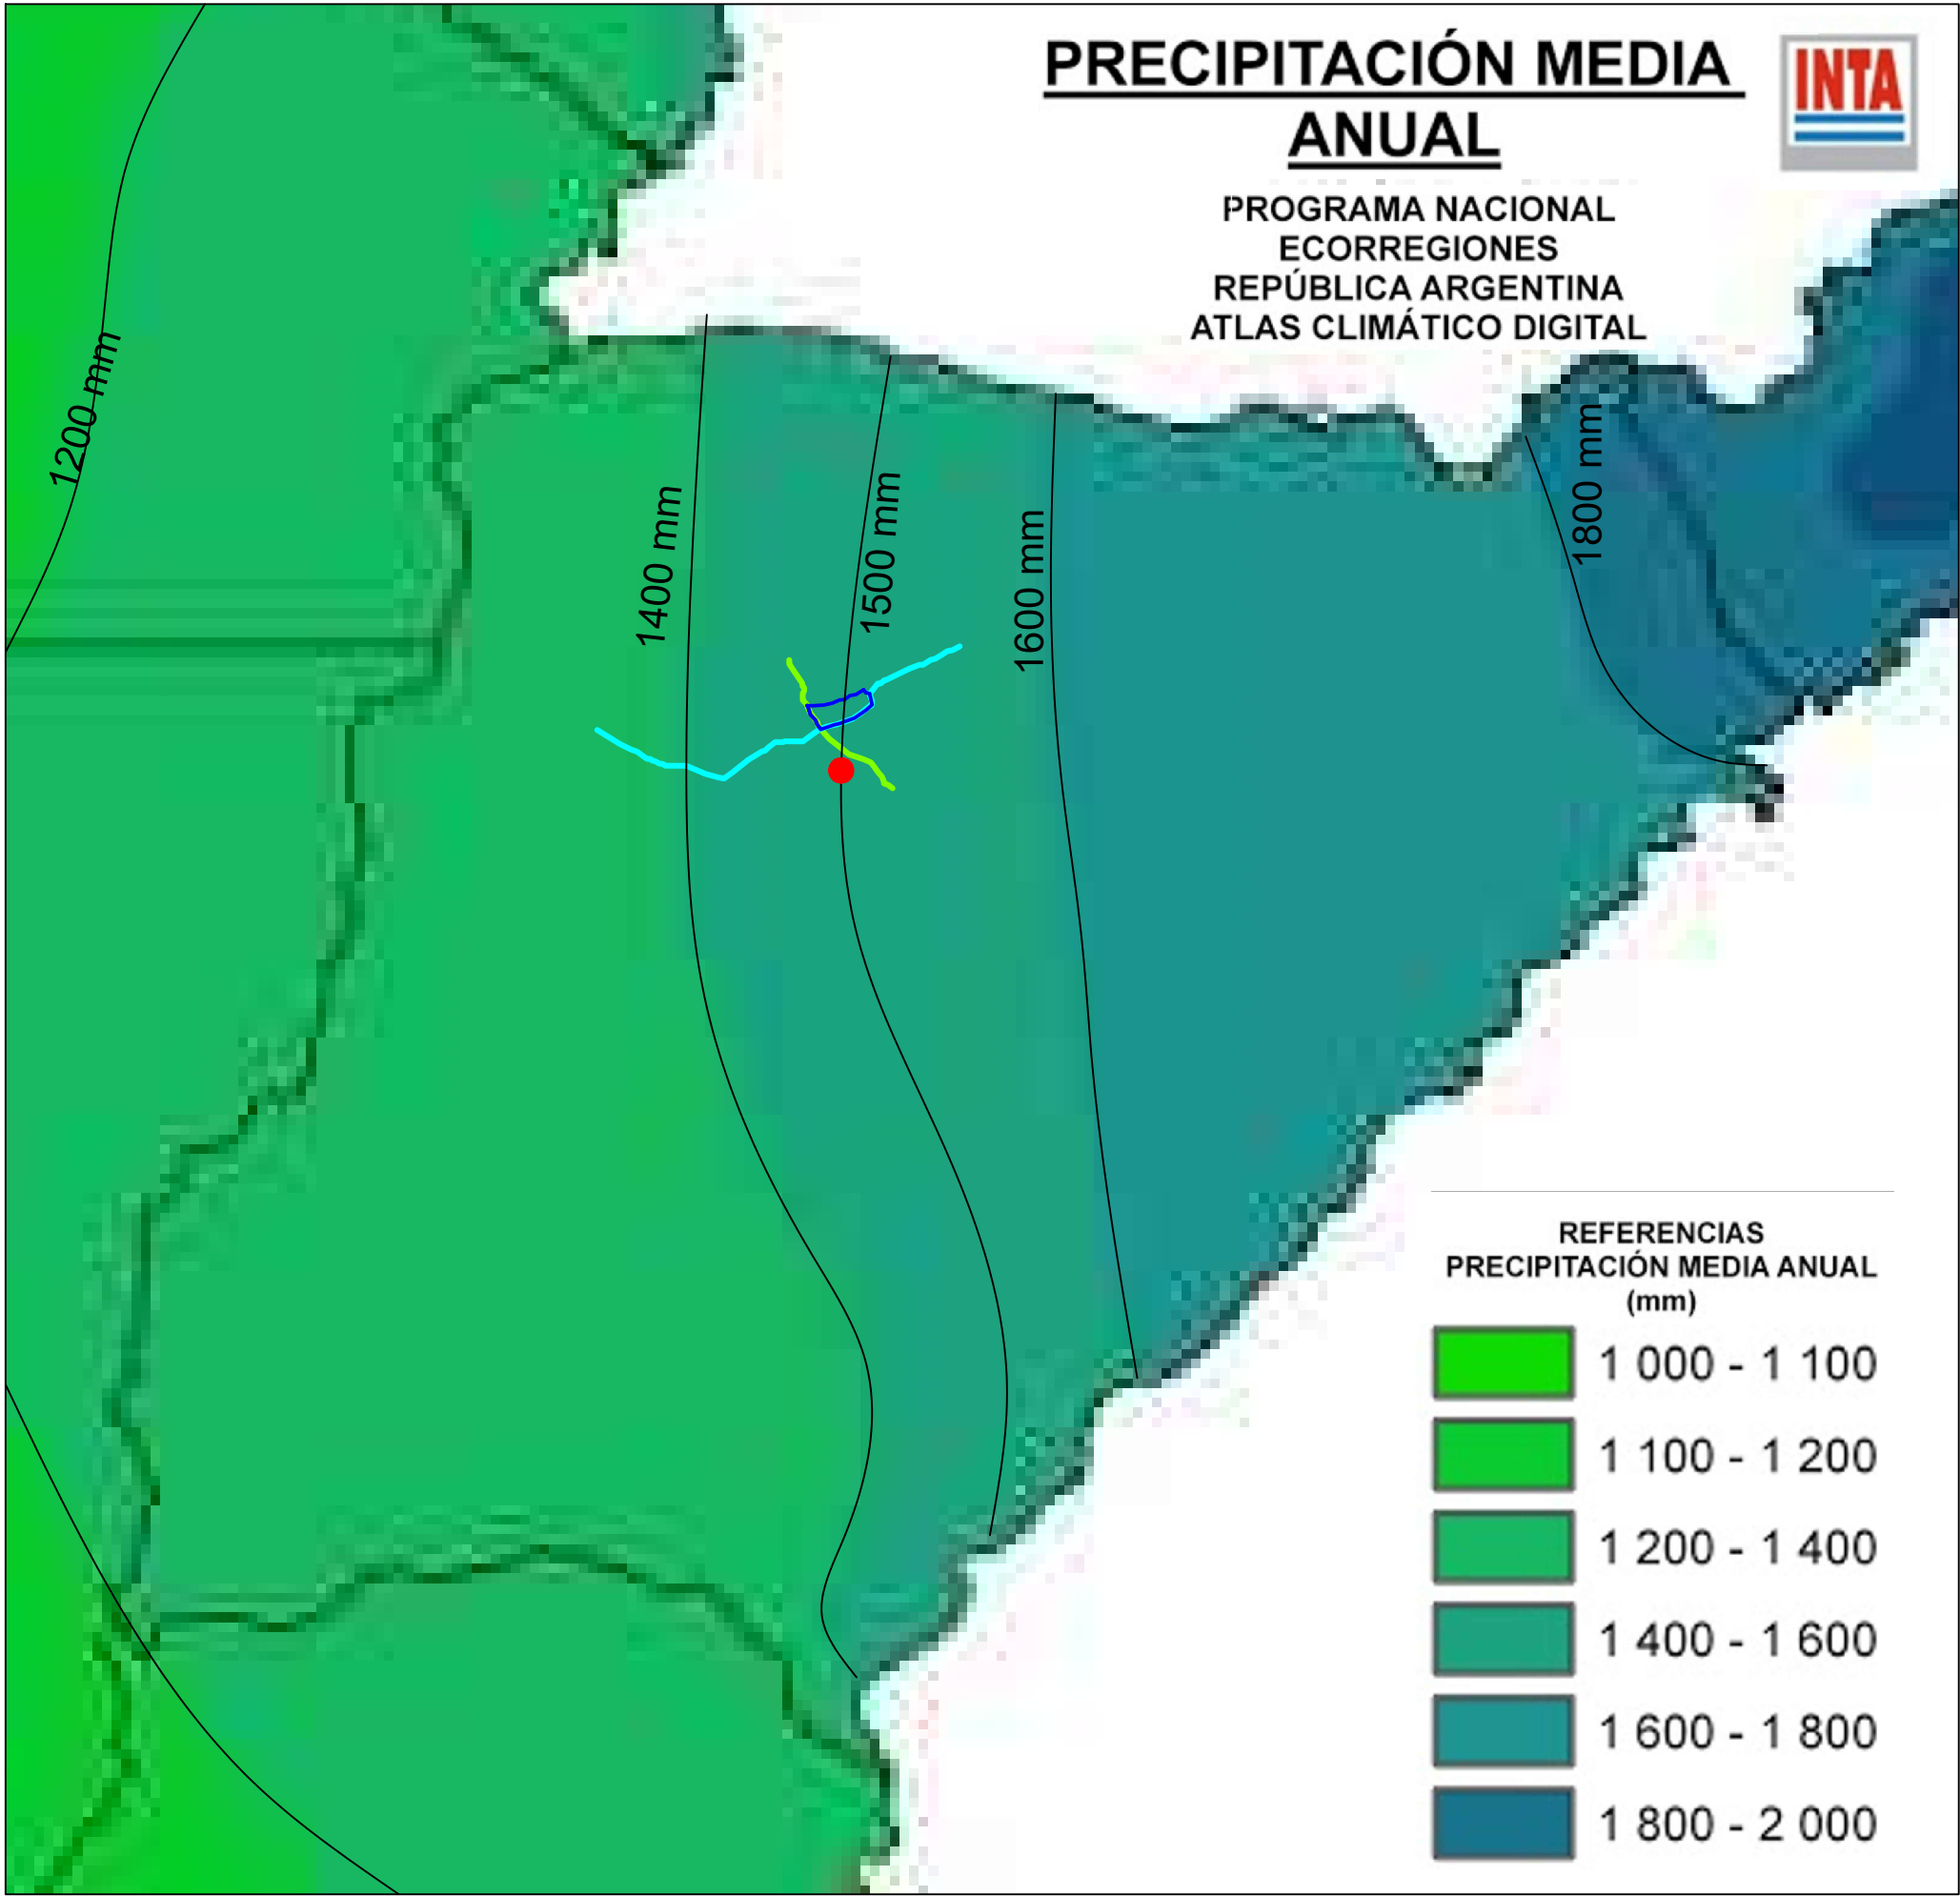 PRECIPITACIÓN MEDIA
ANUAL
INTA
PROGRAMA NACIONAL
ECORREGIONES
REPÚBLICA ARGENTINA
ATLAS CLIMÁTICO DIGITAL
1200 mm
1400 mm
1500 mm
1600 mm
1800 mm
REFERENCIAS
PRECIPITACIÓN MEDIA ANUAL
(mm)
1 000 - 1 100
1 100 - 1 200
1 200 - 1 400
1 400 - 1 600
1 600 - 1 800
1 800 - 2 000